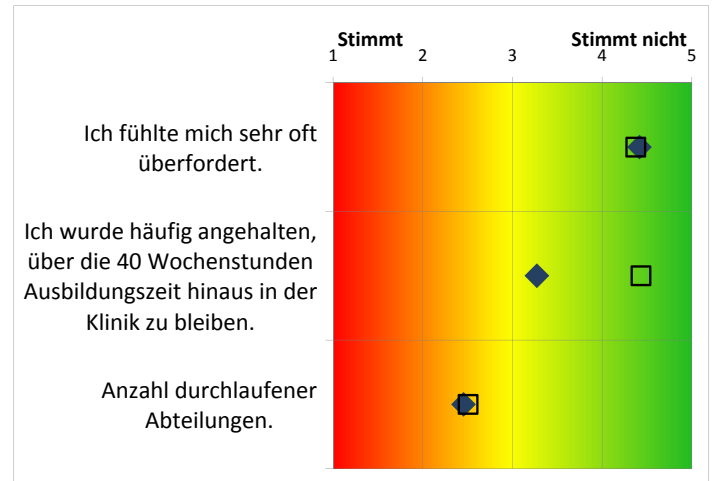 Stimmt Stimmt nicht
1 2 3 4 5
Ich fühlte mich sehr oft
überfordert.
Ich wurde häufig angehalten,
über die 40 Wochenstunden
Ausbildungszeit hinaus in der
Klinik zu bleiben.
Anzahl durchlaufener
Abteilungen.